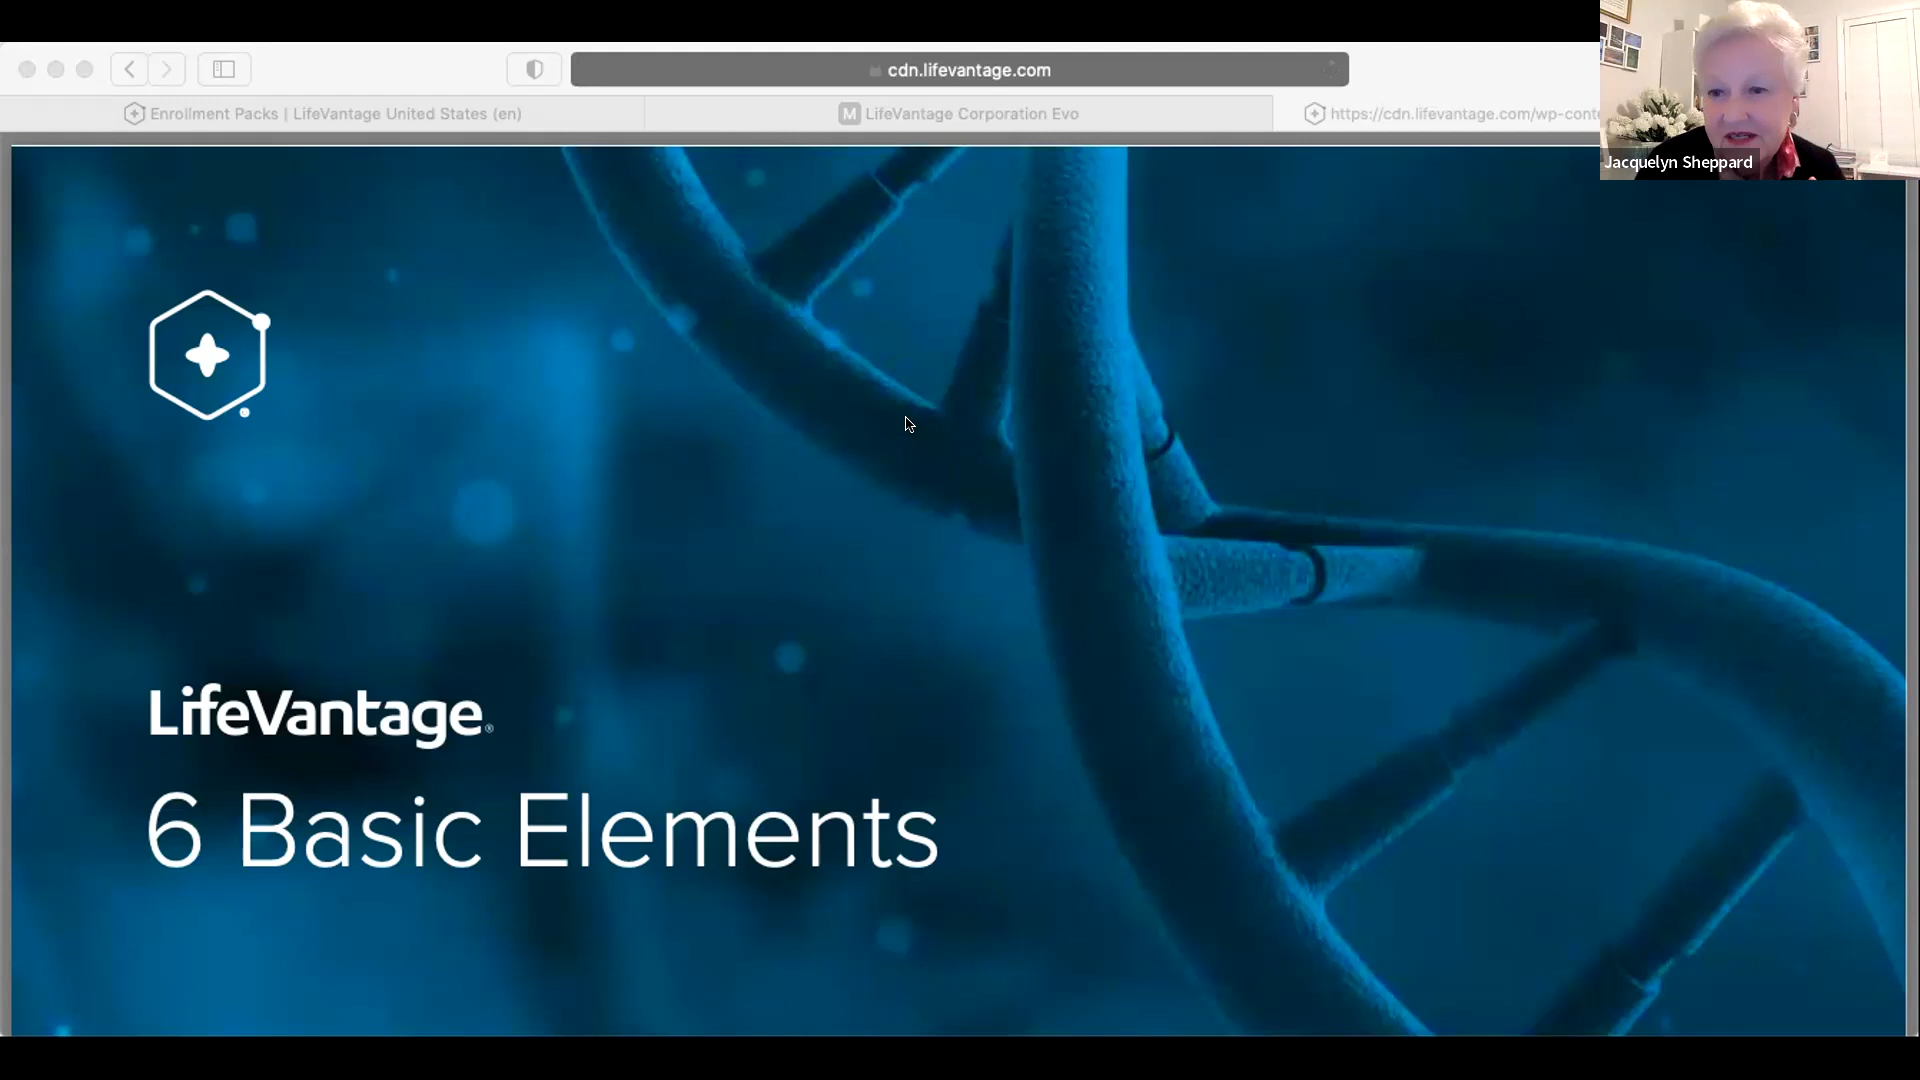 cdn.lifevantage.com
Enrollment Packs | LifeVantage United States (en)
M LifeVantage Corporation Evo
https://cdn.lifevantage.com/wp-conte
Jacquelyn Sheppard
LifeVantage®
6 Basic Elements